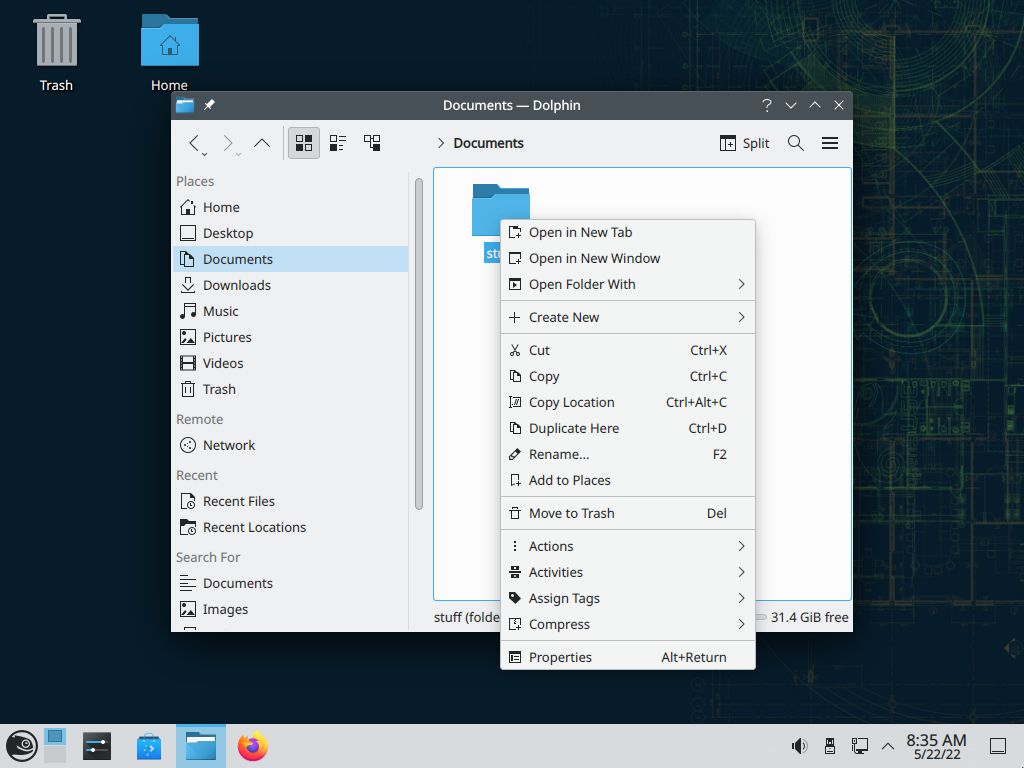 Trash
Home
Documents — Dolphin
Documents
Split
Places
Home
Desktop
Documents
Downloads
Music
Pictures
Videos
Trash
Remote
Network
Recent
Recent Files
Recent Locations
Search For
Documents
Images
Open in New Tab
Open in New Window
Open Folder With
Create New
Cut Ctrl+X
Copy Ctrl+C
Copy Location Ctrl+Alt+C
Duplicate Here Ctrl+D
Rename... F2
Add to Places
Move to Trash Del
Actions
Activities
Assign Tags
Compress
Properties Alt+Return
stuff (folde
31.4 GiB free
8:35 AM
5/22/22